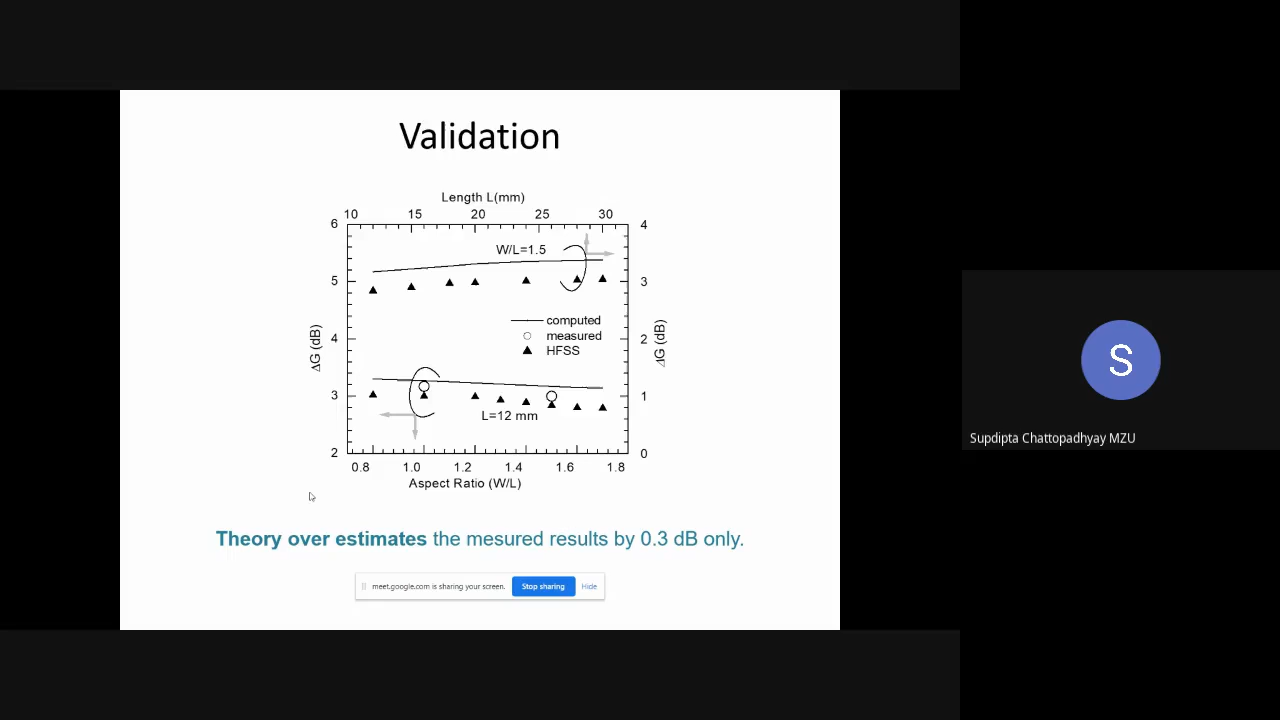 Validation
Length L(mm)
10 15 20 25 30
6 4
W/L=1.5
5 3
computed
measured
HFSS
4 2
ΔG (dB)
ΔG (dB)
3 1
L=12 mm
2 0
0.8 1.0 1.2 1.4 1.6 1.8
Aspect Ratio (W/L)
Theory over estimates the mesured results by 0.3 dB only.
meet.google.com is sharing your screen. Stop sharing Hide
S
Supdipta Chattopadhyay MZU